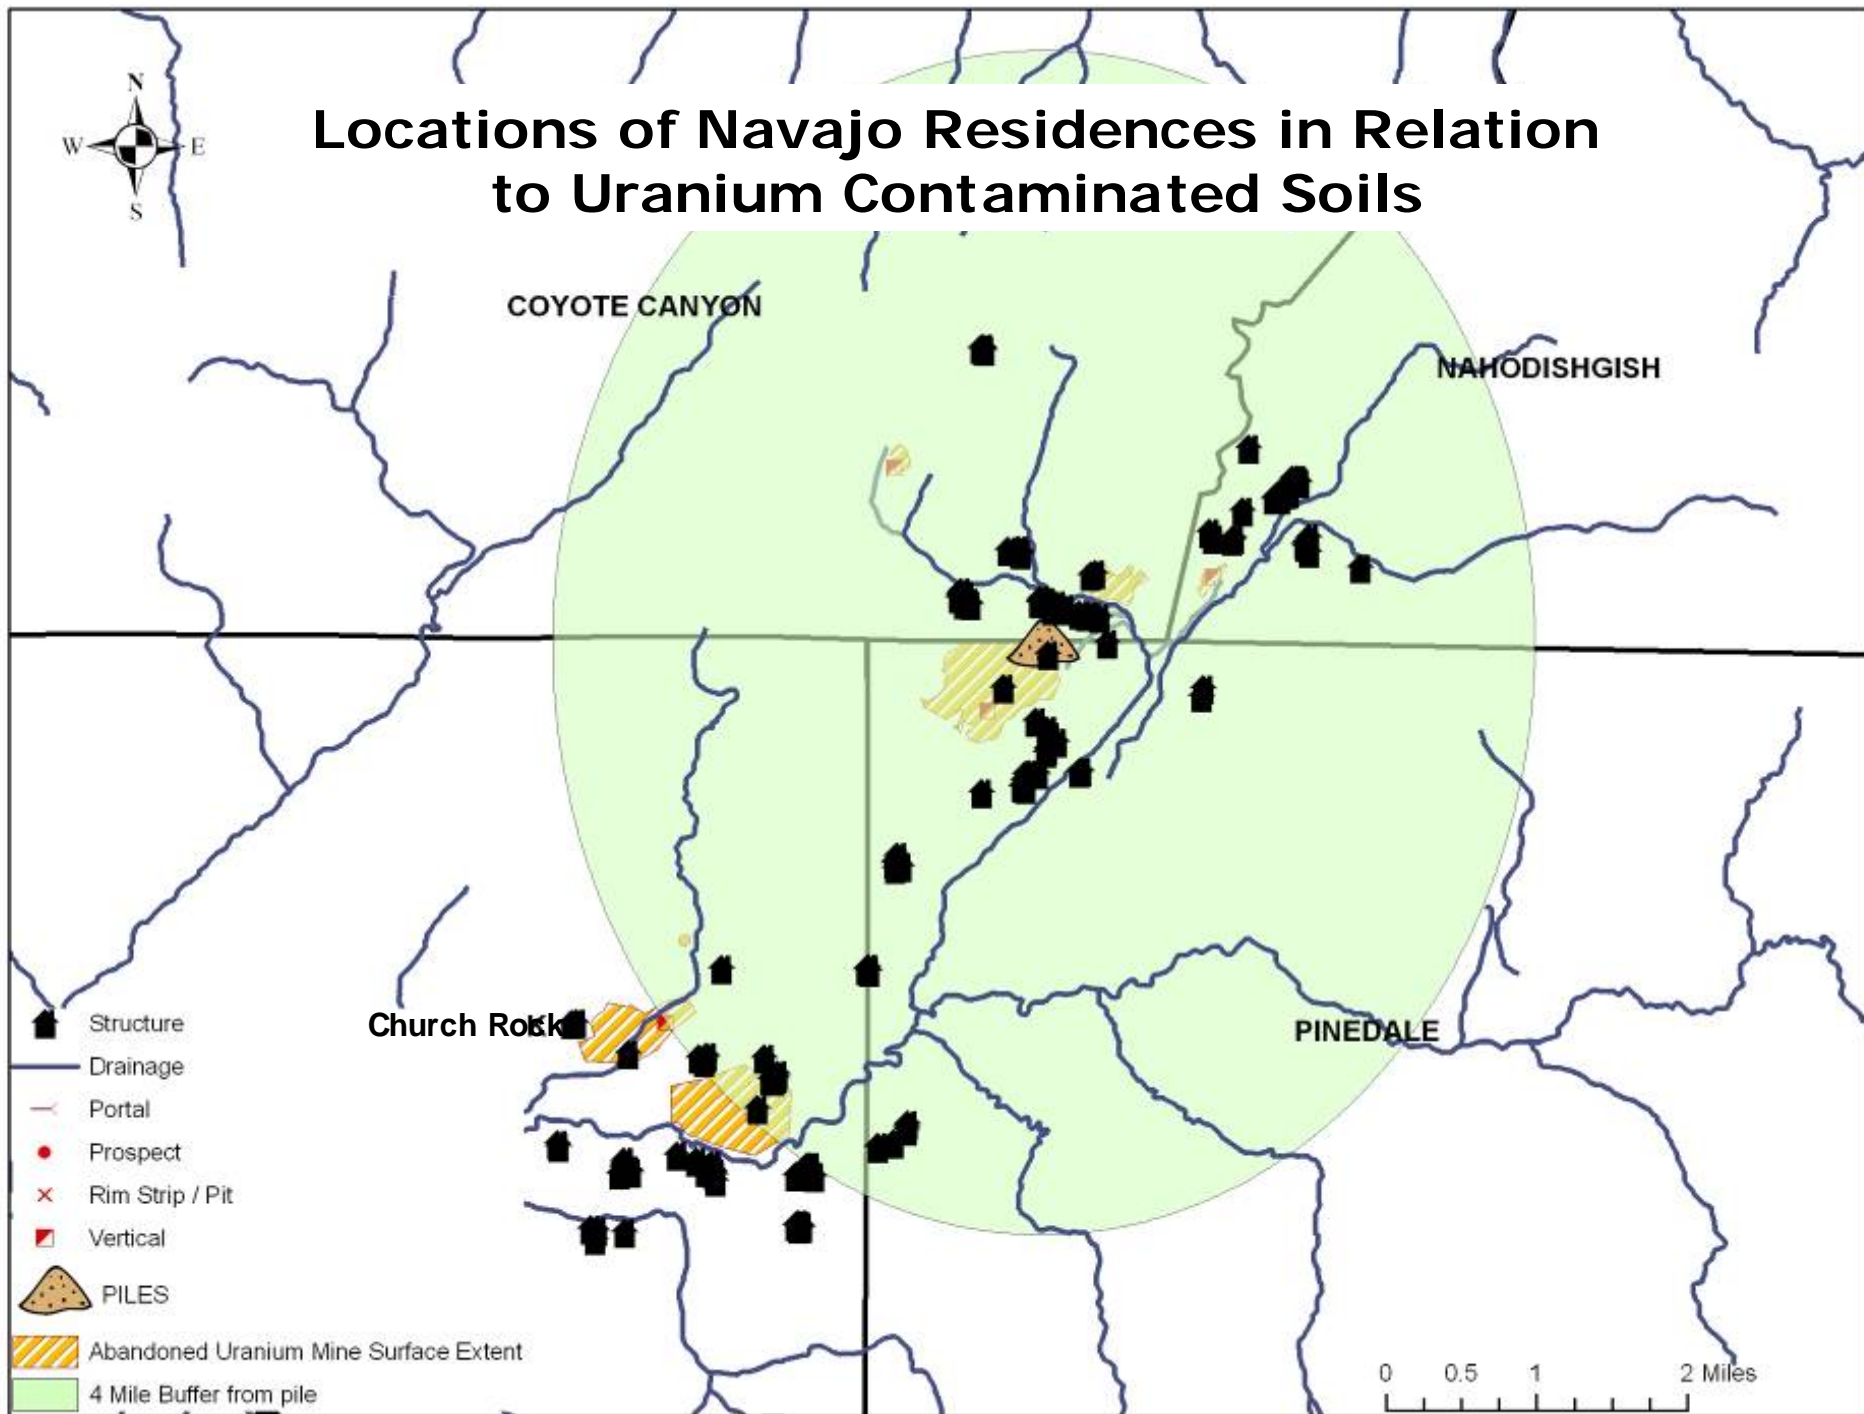 N
W E
S
Locations of Navajo Residences in Relation
to Uranium Contaminated Soils
COYOTE CANYON
NAHODISHGISH
Church Rock
PINEDALE
Structure
Drainage
Portal
Prospect
Rim Strip / Pit
Vertical
PILES
Abandoned Uranium Mine Surface Extent
4 Mile Buffer from pile
0 0.5 1 2 Miles